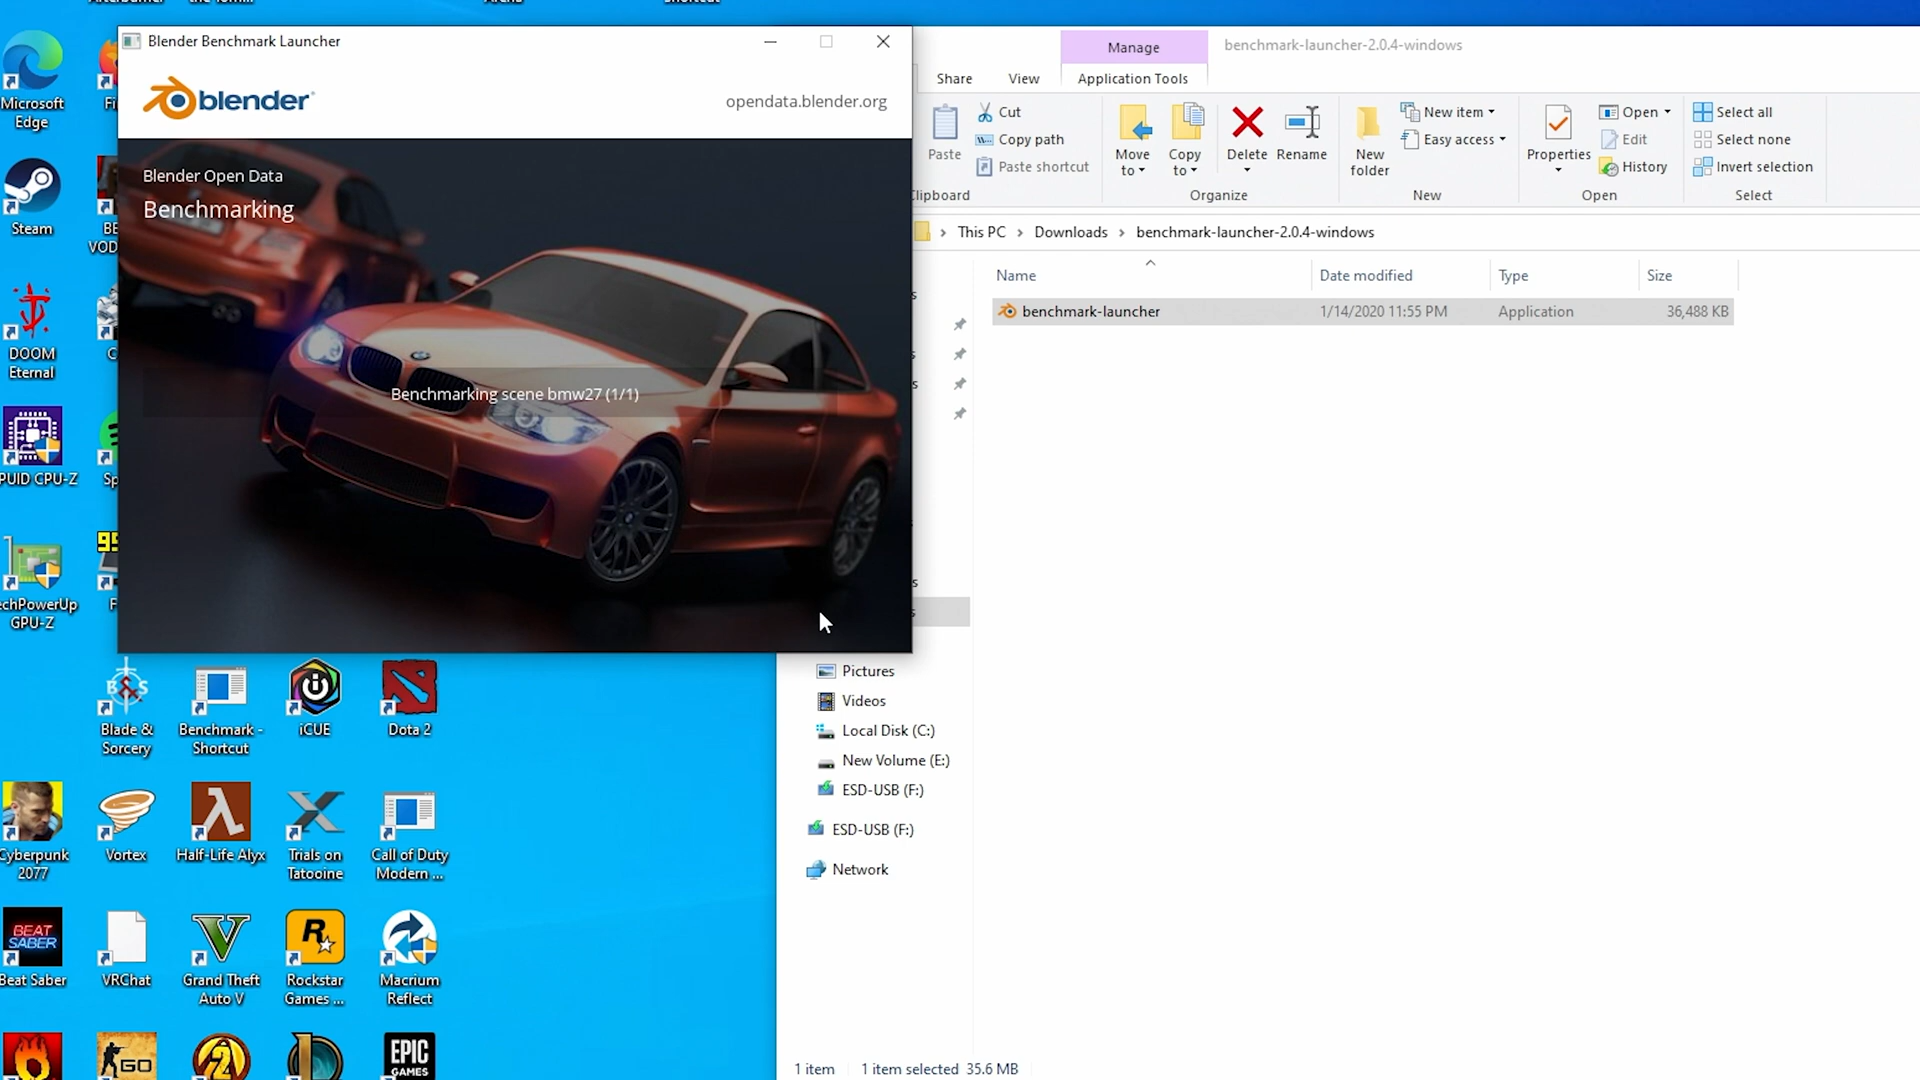 Blender Benchmark Launcher
blender
opendata.blender.org
Blender Open Data
Benchmarking
Benchmarking scene bmw27 (1/1)
Manage
benchmark-launcher-2.0.4-windows
Share
View
Application Tools
Paste
Cut
Copy path
Paste shortcut
Move to
Copy to
Delete
Rename
Organize
New folder
New item
Easy access
New
Properties
Open
Edit
History
Open
Select all
Select none
Invert selection
Select
This PC > Downloads > benchmark-launcher-2.0.4-windows
Name
Date modified
Type
Size
benchmark-launcher
1/14/2020 11:55 PM
Application
36,488 KB
Pictures
Videos
Local Disk (C:)
New Volume (E:)
ESD-USB (F:)
ESD-USB (F:)
Network
1 item
1 item selected 35.6 MB
Microsoft
Edge
Steam
DOOM
Eternal
PUID CPU-Z
echPowerUp
GPU-Z
B&S
Blade &
Sorcery
Benchmark -
Shortcut
iCUE
Dota 2
Cyberpunk
2077
Vortex
Half-Life Alyx
Trials on
Tatooine
Call of Duty
Modern ...
BEAT
SABER
Beat Saber
VRChat
V
Grand Theft
Auto V
R
Rockstar
Games ...
Macrium
Reflect
GO
2
EPIC
GAMES